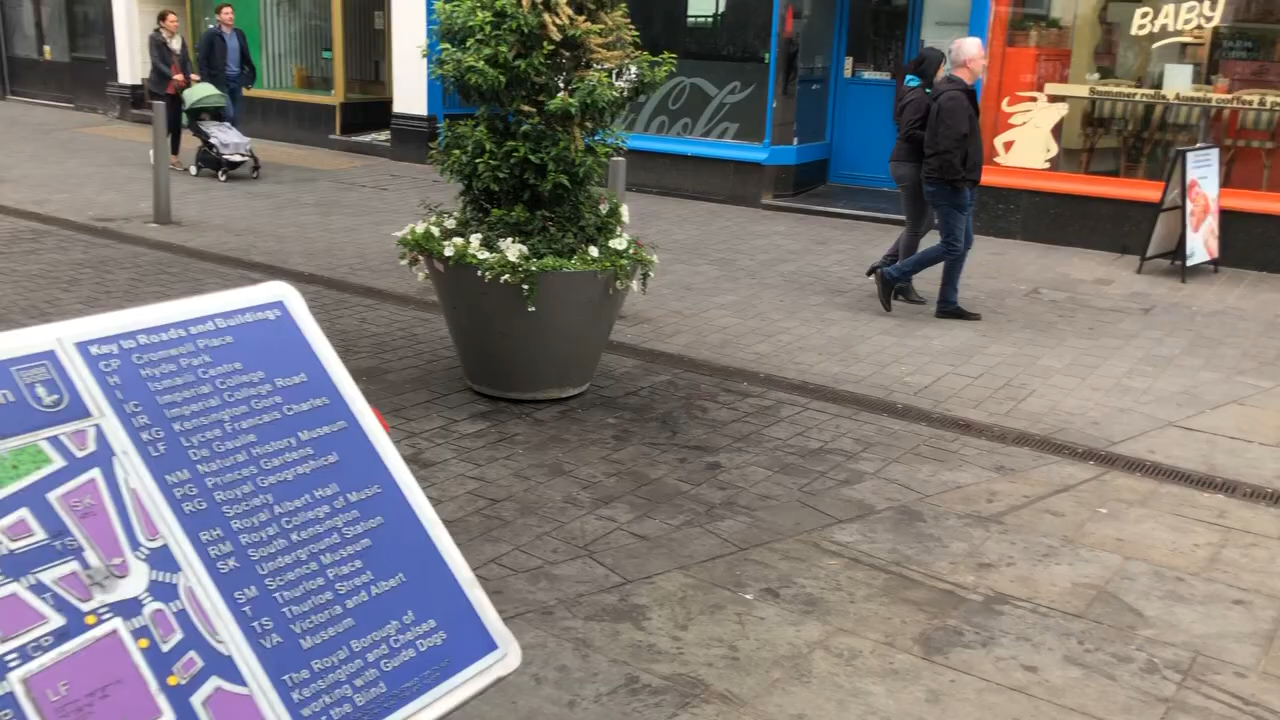 BABY
Summer rolls, Aussie coffee &
Coca Cola
Key to Roads and Buildings
CP Cromwell Place
H Hyde Park
I Ismaili Centre
IC Imperial College
IR Imperial College Road
KG Kensington Gore
LF Lycee Francais Charles
De Gaulle
NM Natural History Museum
PG Princes Gardens
RG Royal Geographical
Society
RH Royal Albert Hall
RM Royal College of Music
SK South Kensington
Underground Station
SM Science Museum
T Thurloe Place
TS Thurloe Street
VA Victoria and Albert
Museum
The Royal Borough of
Kensington and Chelsea
working with Guide Dogs
for the Blind
SK
TS
T
CP
LF